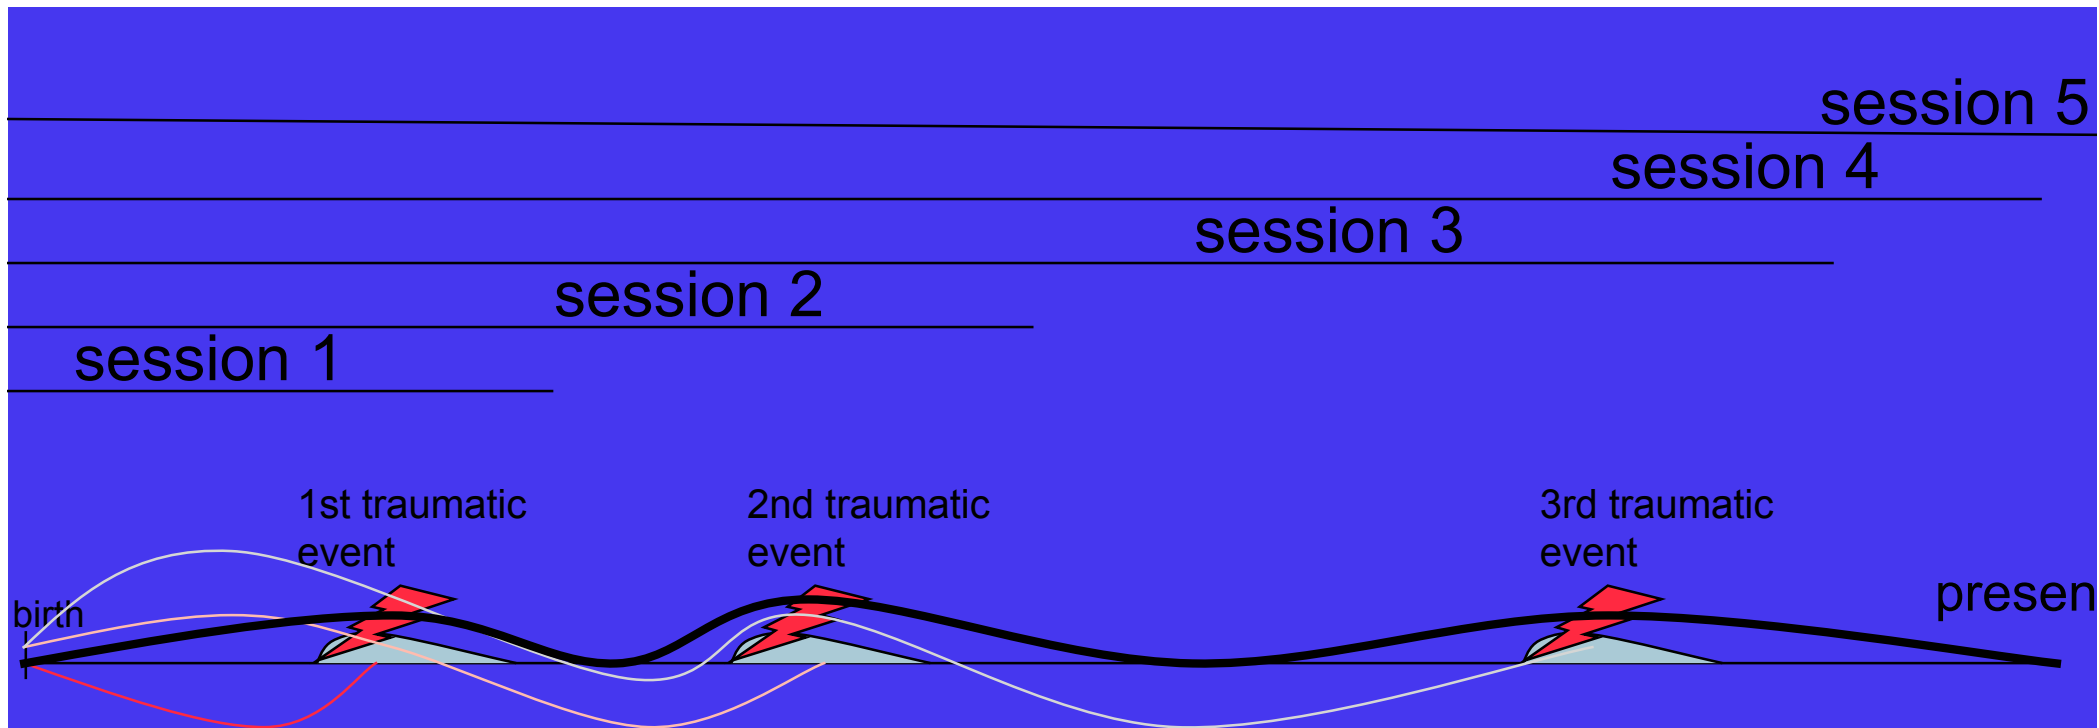 session 5
session 4
session 3
session 2
session 1
1st traumatic
event
2nd traumatic
event
3rd traumatic
event
birth
presen